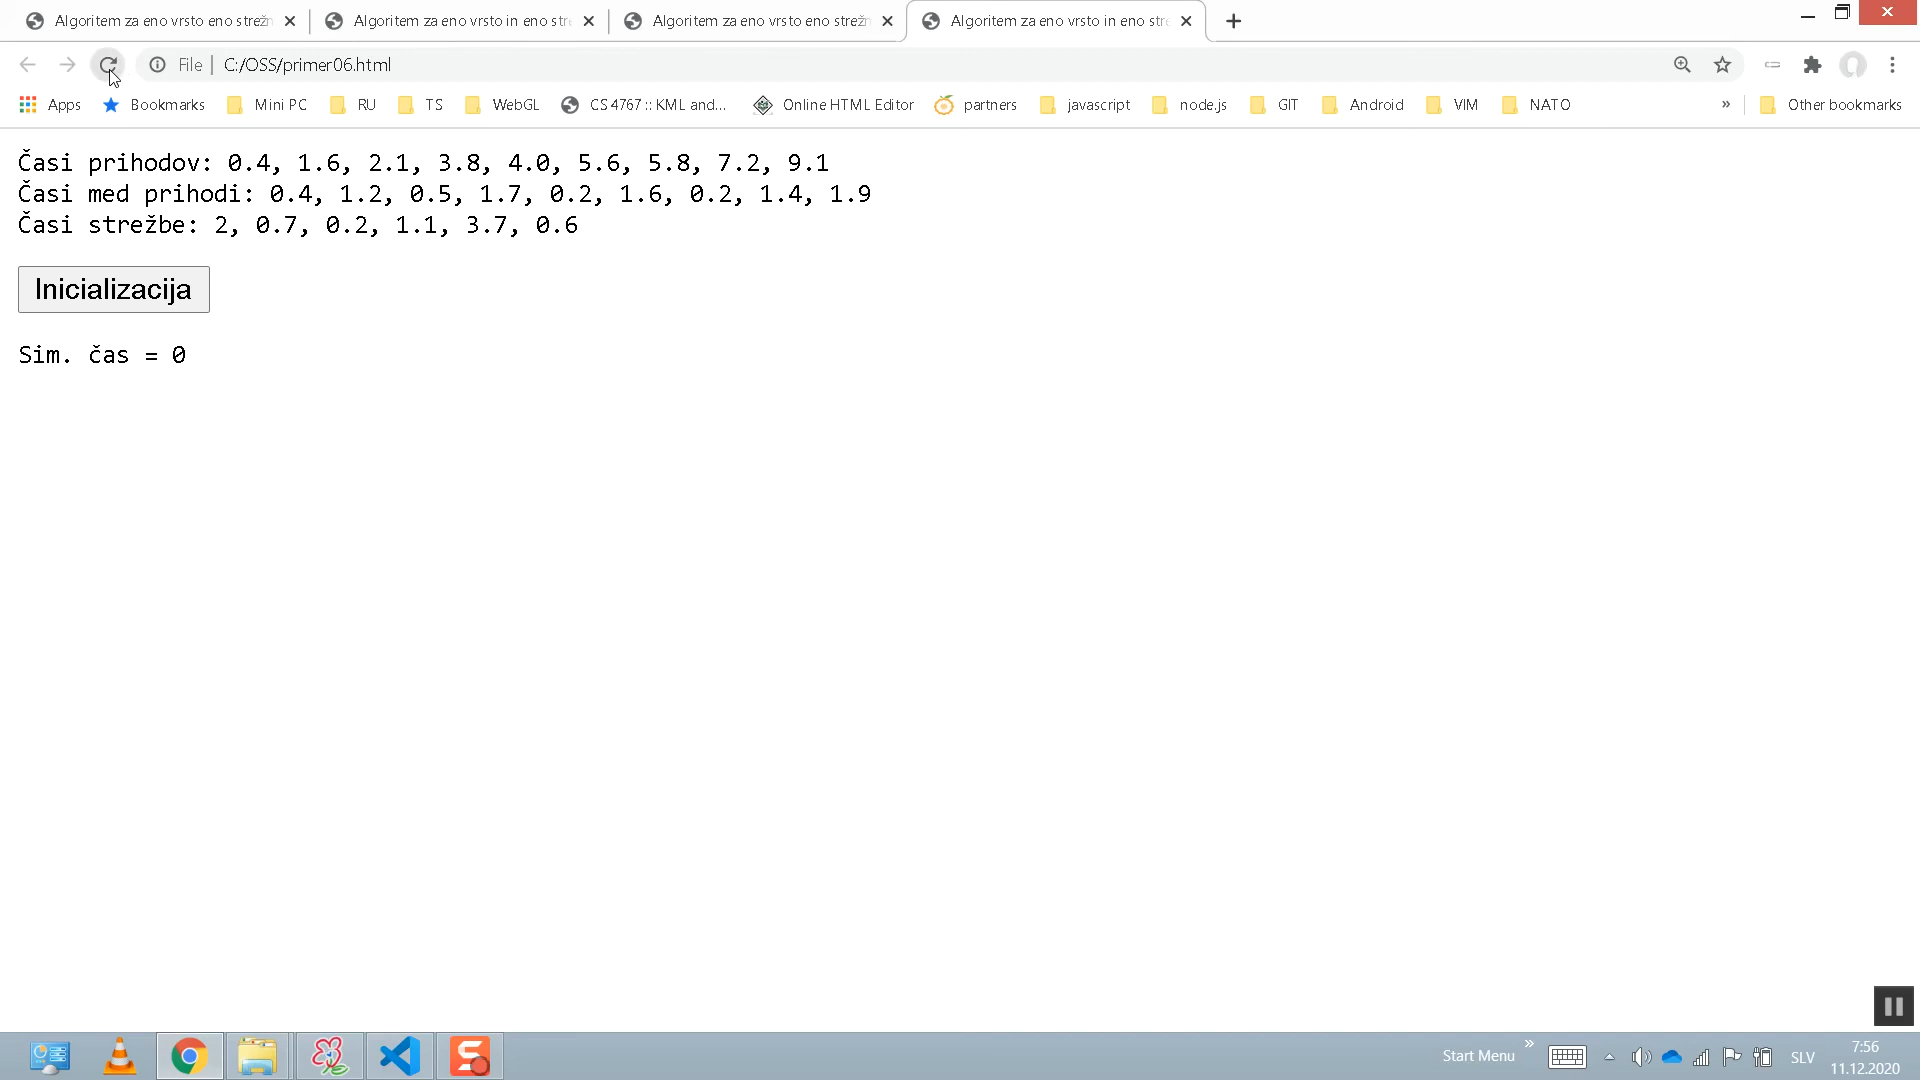 Algoritem za eno vrsto eno strežn
Algoritem za eno vrsto in eno stre
Algoritem za eno vrsto eno strežn
Algoritem za eno vrsto in eno stre
File | C:/OSS/primer06.html
Apps Bookmarks Mini PC RU TS WebGL CS 4767 :: KML and... Online HTML Editor partners javascript node.js GIT Android VIM NATO » Other bookmarks
Časi prihodov: 0.4, 1.6, 2.1, 3.8, 4.0, 5.6, 5.8, 7.2, 9.1
Časi med prihodi: 0.4, 1.2, 0.5, 1.7, 0.2, 1.6, 0.2, 1.4, 1.9
Časi strežbe: 2, 0.7, 0.2, 1.1, 3.7, 0.6
Inicializacija
Sim. čas = 0
Start Menu » SLV 7:56
11.12.2020